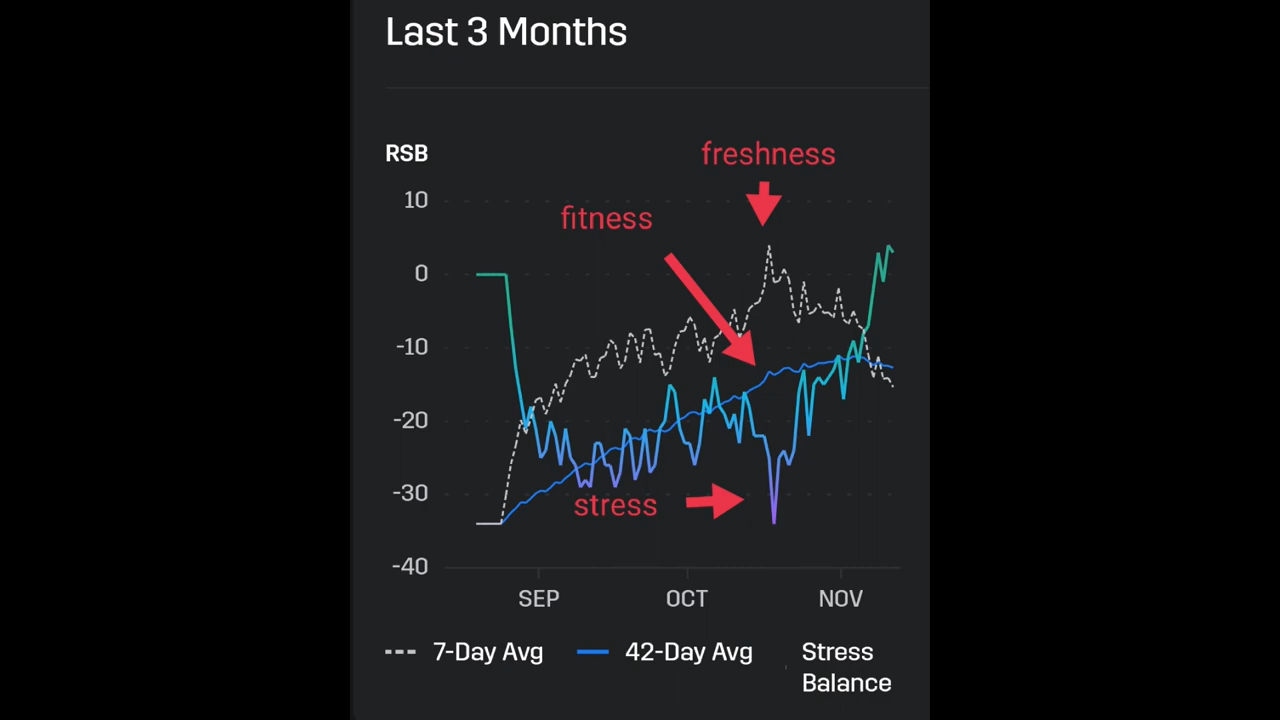 Last 3 Months
RSB
freshness
10
fitness
0
-10
-20
-30
stress
-40
SEP OCT NOV
7-Day Avg 42-Day Avg Stress
Balance